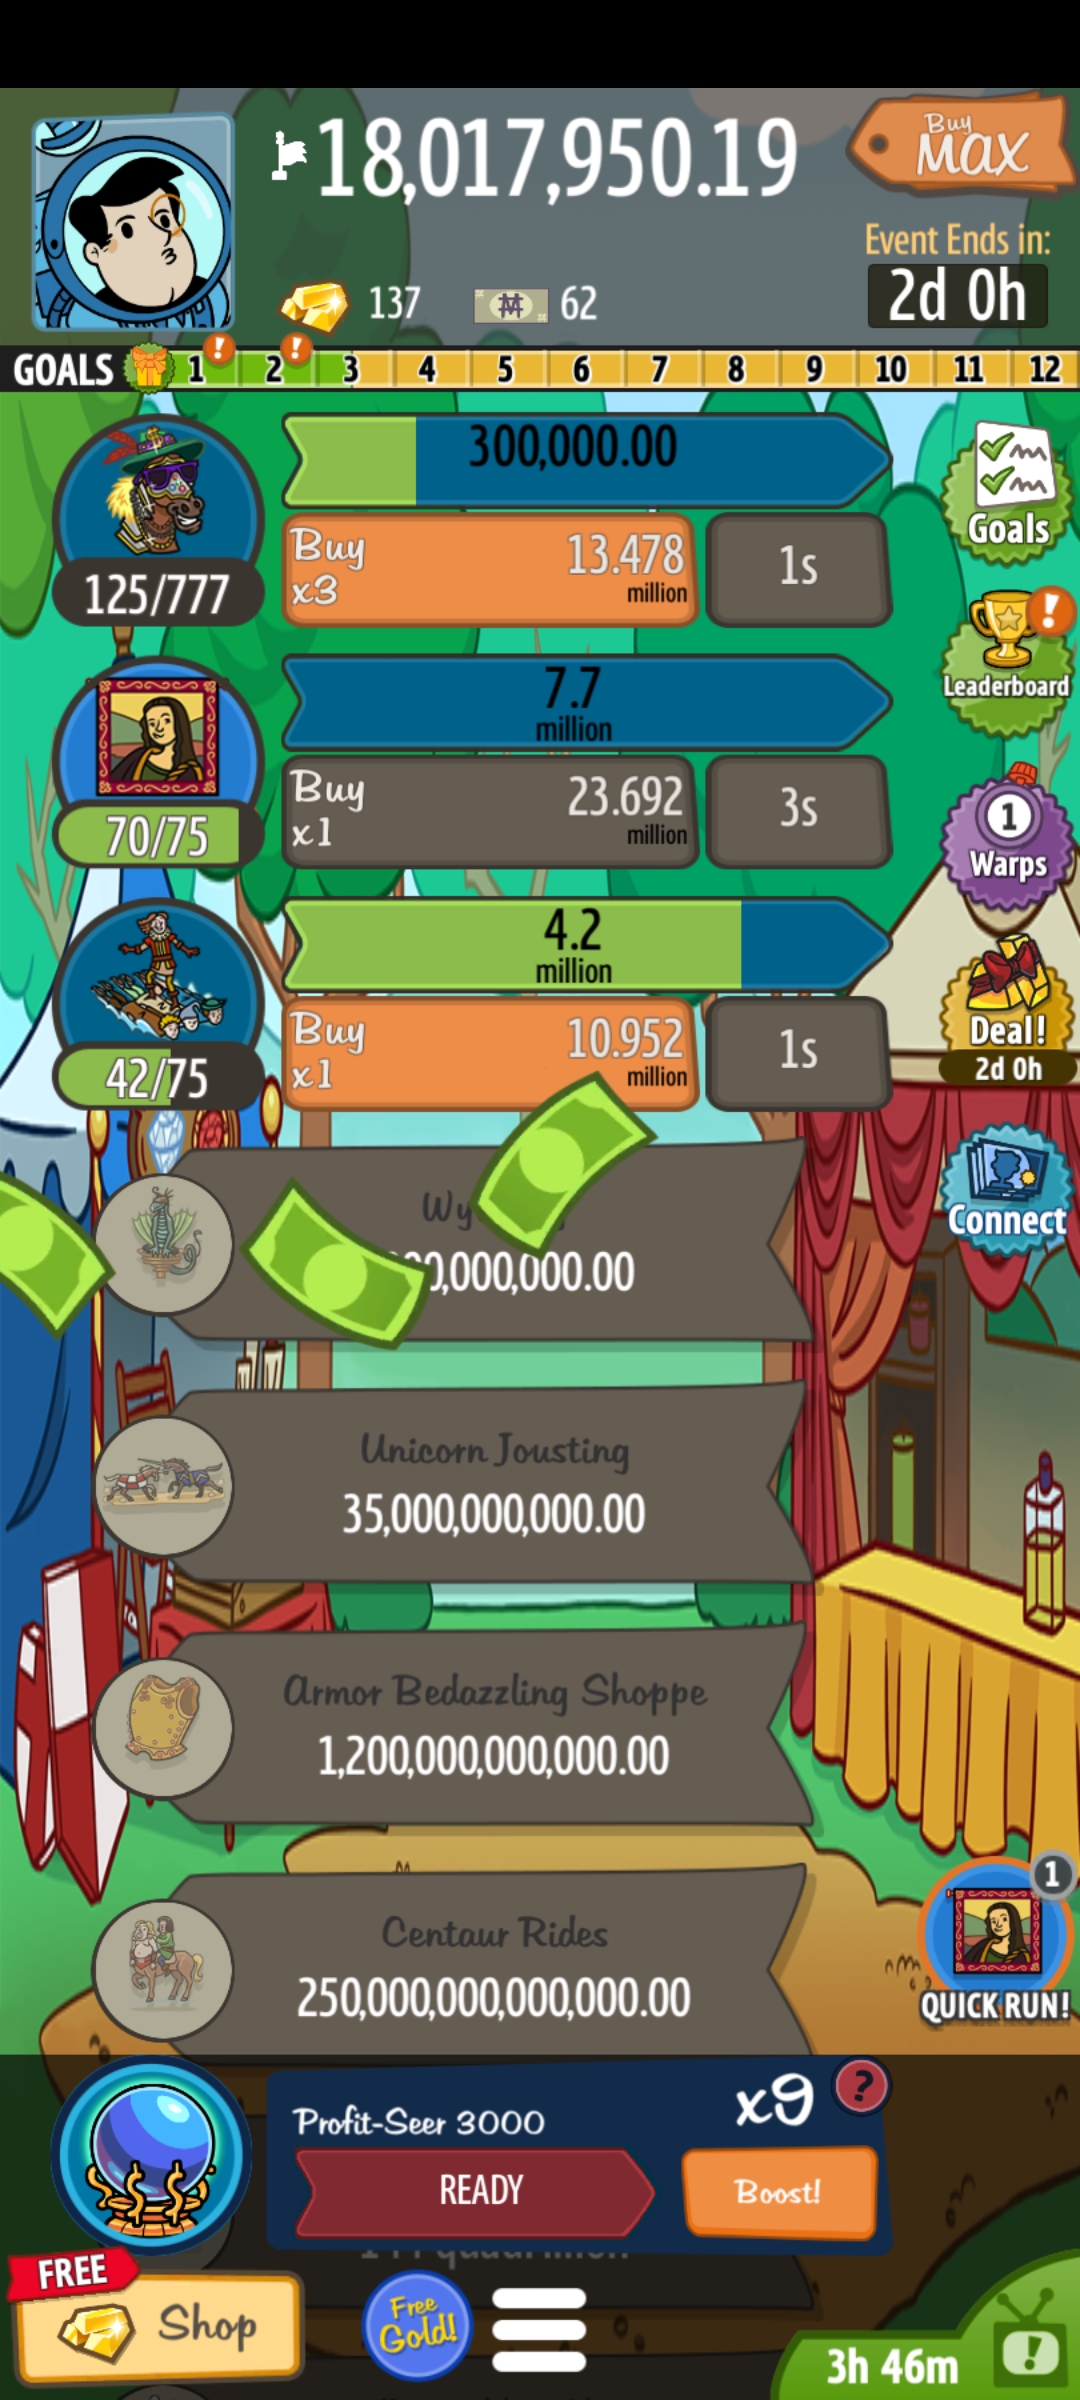 18,017,950.19
Buy
MAX
Event Ends in:
2d 0h
137
62
GOALS 1 ! 2 ! 3 4 5 6 7 8 9 10 11 12
300,000.00
Buy
x3
13.478
million
1s
125/777
Goals
7.7
million
Buy
x1
23.692
million
3s
70/75
!
Leaderboard
1
Warps
4.2
million
Buy
x1
10.952
million
1s
42/75
Deal!
2d 0h
Connect
0,000,000.00
Unicorn Jousting
35,000,000,000.00
Armor Bedazzling Shoppe
1,200,000,000,000.00
Centaur Rides
250,000,000,000,000.00
1
QUICK RUN!
Profit-Seer 3000
x9
?
READY
Boost!
FREE
Shop
Free
Gold!
3h 46m
!